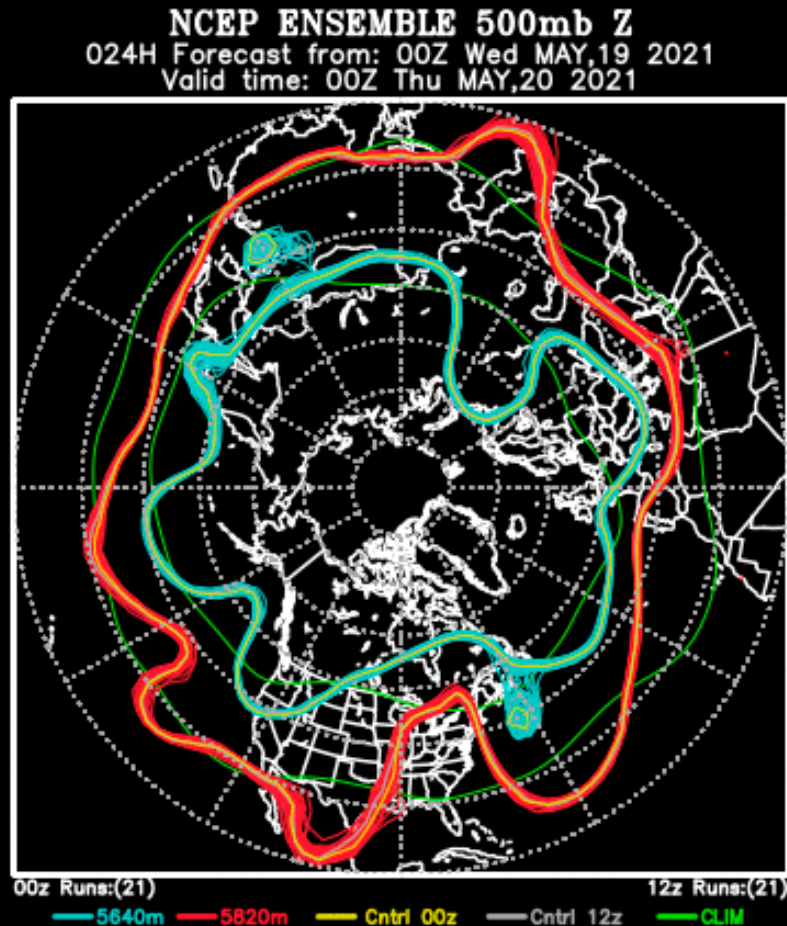 NCEP ENSEMBLE 500mb Z
024H Forecast from: 00Z Wed MAY,19 2021
Valid time: 00Z Thu MAY,20 2021
00z Runs:(21) 12z Runs:(21)
5640m 5820m Cntrl 00z Cntrl 12z CLIM